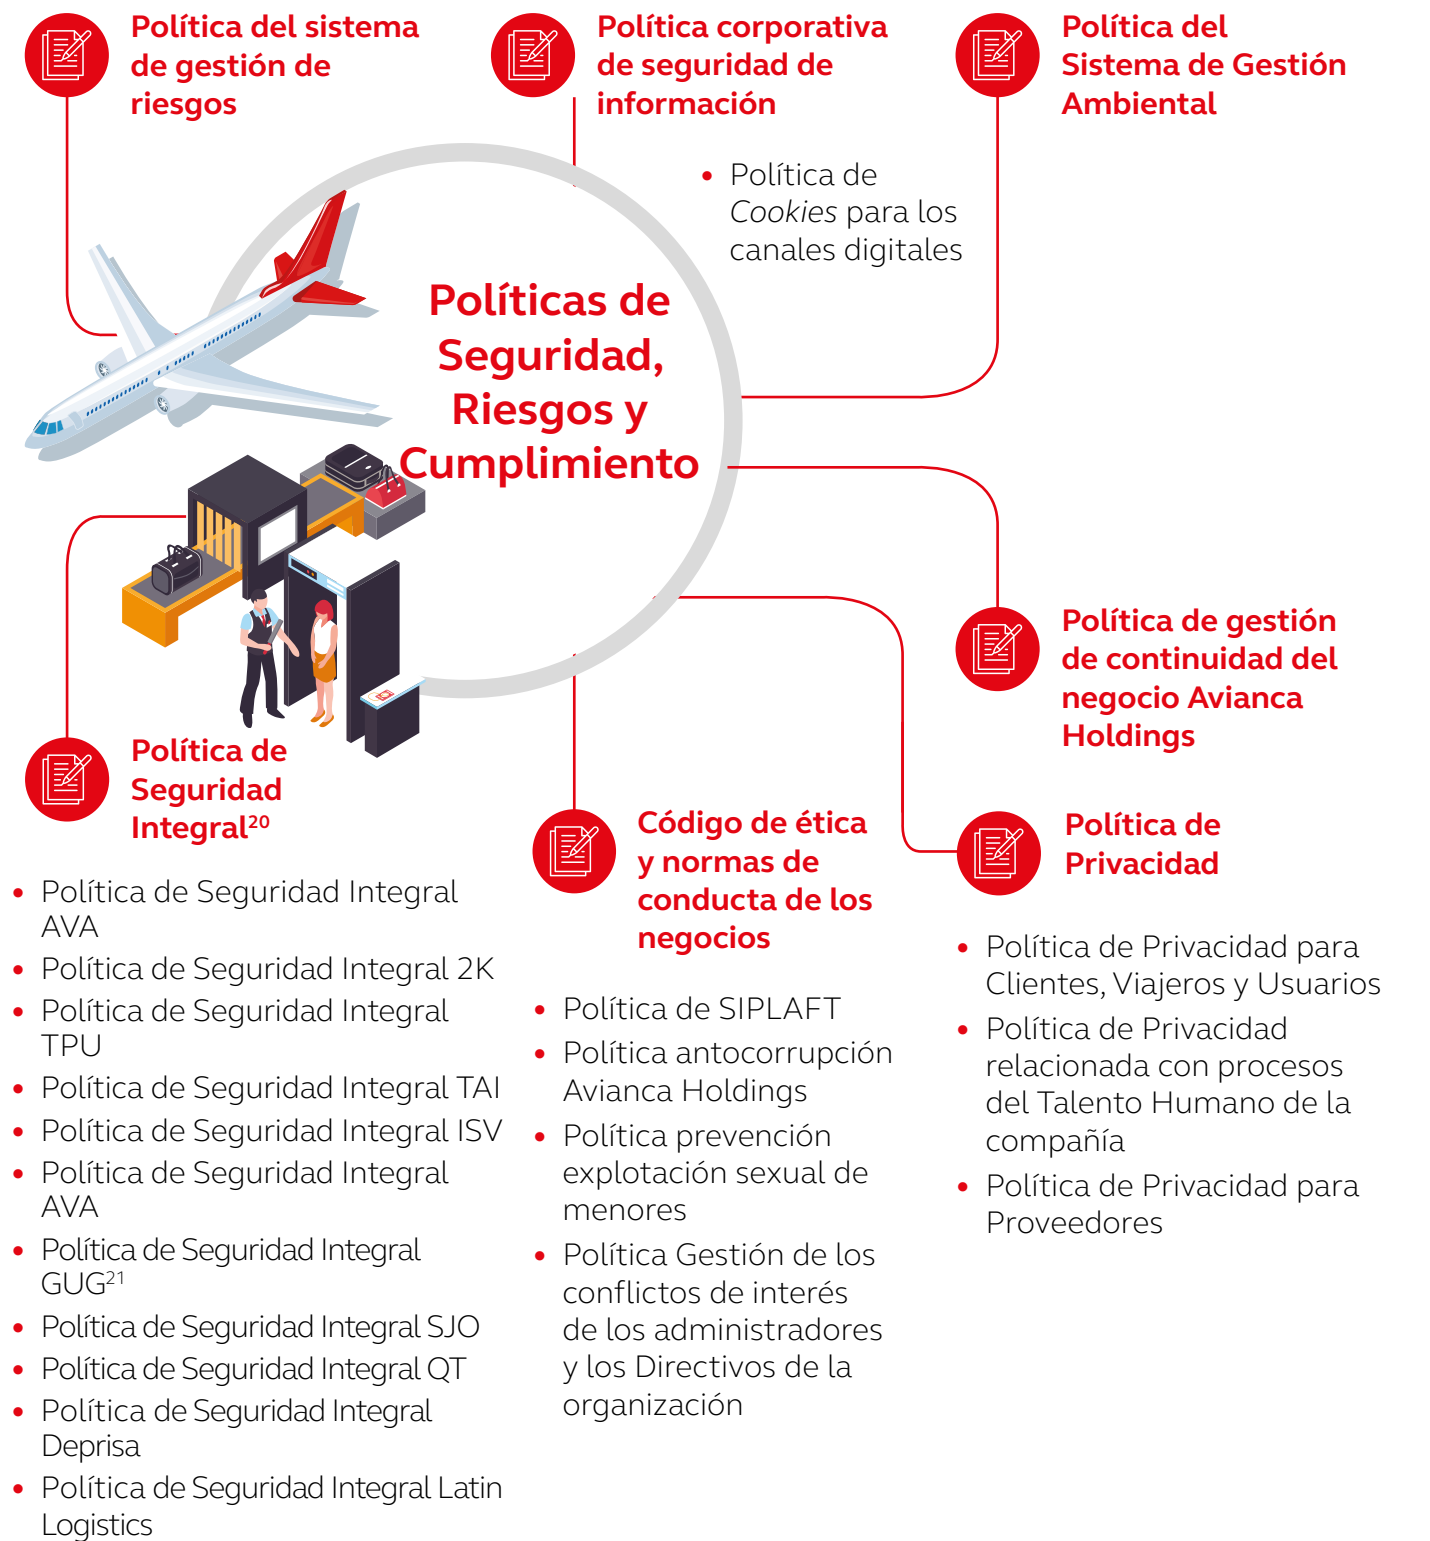 Política del sistema
de gestión de
riesgos
Política corporativa
de seguridad de
información
• Política de
Cookies para los
canales digitales
Política del
Sistema de Gestión
Ambiental
Políticas de
Seguridad,
Riesgos y
Cumplimiento
Política de gestión
de continuidad del
negocio Avianca
Holdings
Política de
Seguridad
Integral20
• Política de Seguridad Integral
AVA
• Política de Seguridad Integral 2K
• Política de Seguridad Integral
TPU
• Política de Seguridad Integral TAI
• Política de Seguridad Integral ISV
• Política de Seguridad Integral
AVA
• Política de Seguridad Integral
GUG21
• Política de Seguridad Integral SJO
• Política de Seguridad Integral QT
• Política de Seguridad Integral
Deprisa
• Política de Seguridad Integral Latin
Logistics
Código de ética
y normas de
conducta de los
negocios
• Política de SIPLAFT
• Política antocorrupción
Avianca Holdings
• Política prevención
explotación sexual de
menores
• Política Gestión de los
conflictos de interés
de los administradores
y los Directivos de la
organización
Política de
Privacidad
• Política de Privacidad para
Clientes, Viajeros y Usuarios
• Política de Privacidad
relacionada con procesos
del Talento Humano de la
compañía
• Política de Privacidad para
Proveedores